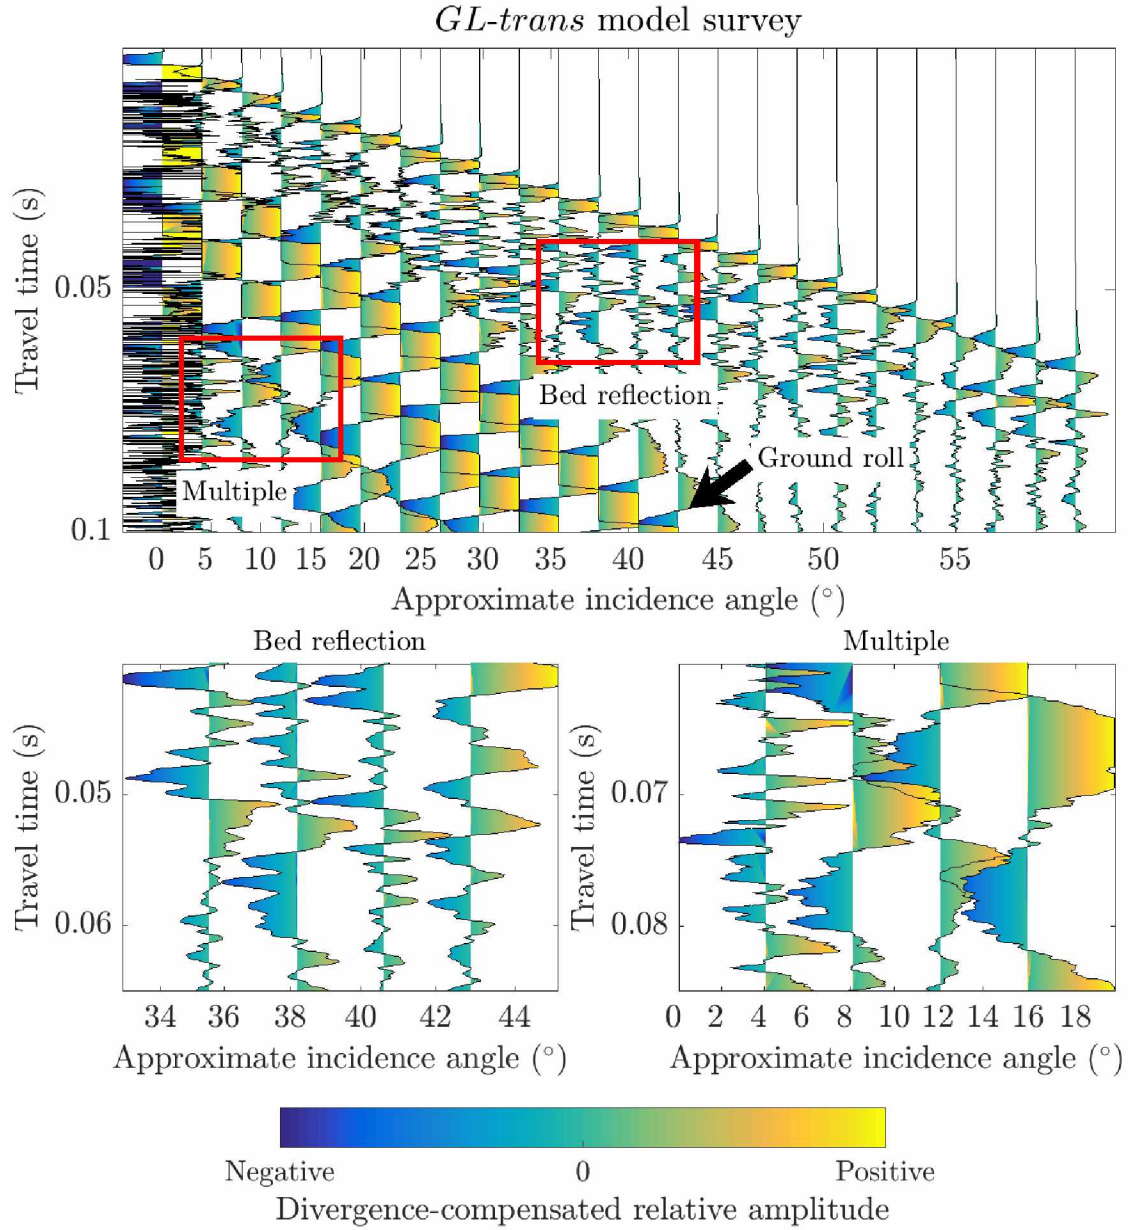 GL-trans model survey
Travel time (s)
0.05
0.1
Bed reflection
Ground roll
Multiple
0 5 10 15 20 25 30 35 40 45 50 55
Approximate incidence angle (°)
Bed reflection
Travel time (s)
0.05
0.06
34 36 38 40 42 44
Approximate incidence angle (°)
Multiple
Travel time (s)
0.07
0.08
0 2 4 6 8 10 12 14 16 18
Approximate incidence angle (°)
Negative 0 Positive
Divergence-compensated relative amplitude